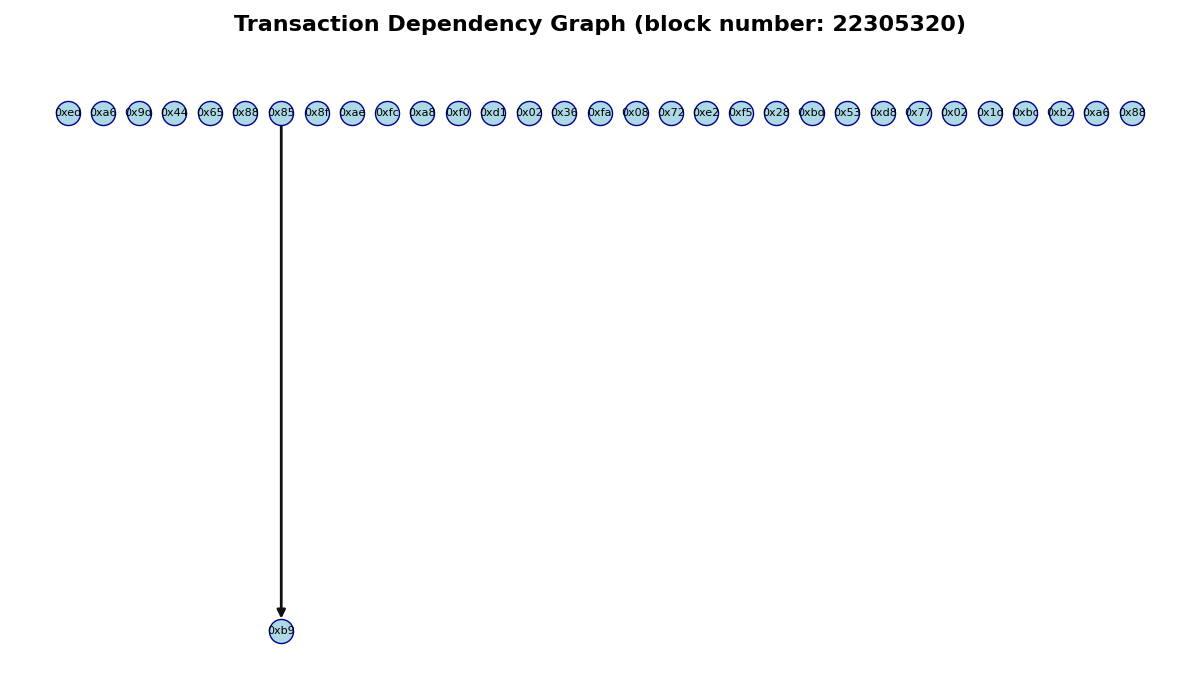 Transaction Dependency Graph (block number: 22305320)
0xed 0xa6 0x9d 0x44 0x65 0x88 0x85 0x8f 0xae 0xfc 0xa8 0xf0 0xd1 0x02 0x36 0xfa 0x08 0x72 0xe2 0xf5 0x28 0xbd 0x53 0xd8 0x77 0x02 0x1d 0xbc 0xb2 0xa6 0x88
0xb9